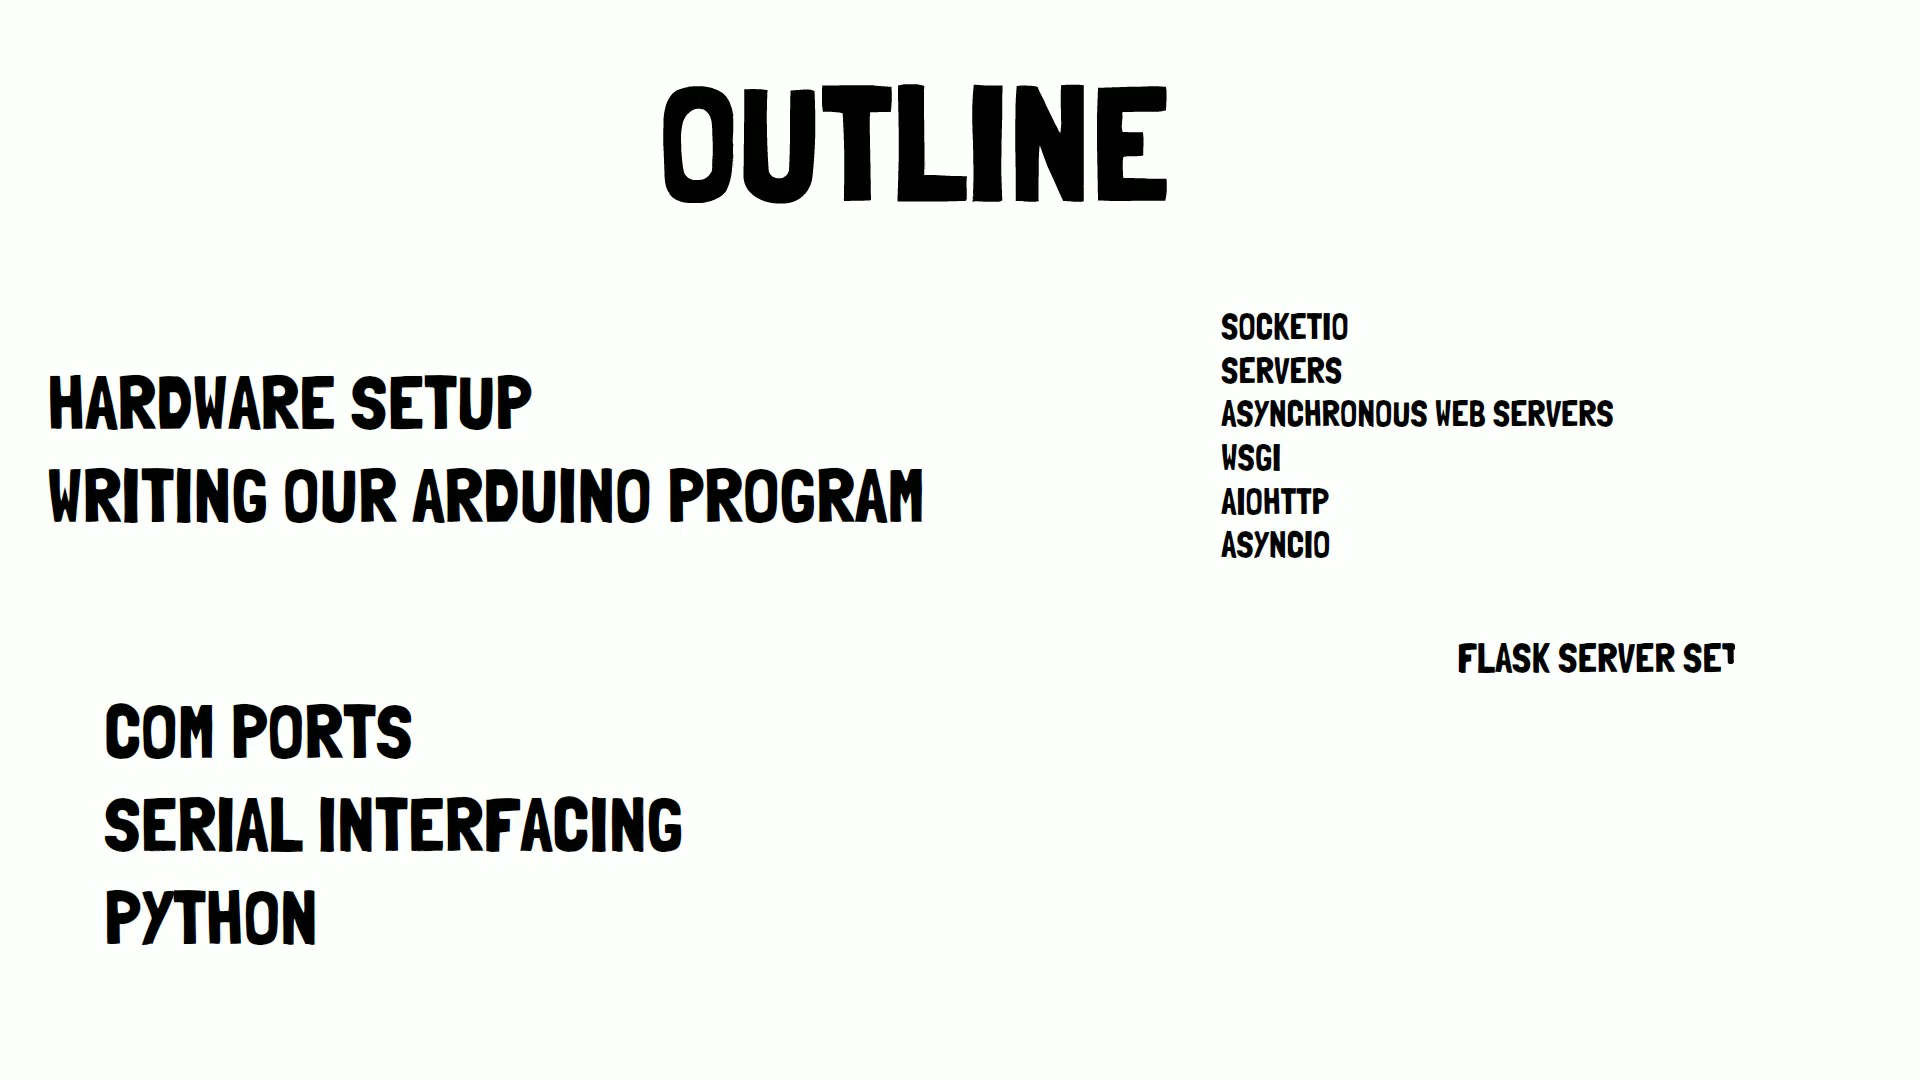 OUTLINE
HARDWARE SETUP
WRITING OUR ARDUINO PROGRAM
COM PORTS
SERIAL INTERFACING
PYTHON
SOCKETIO
SERVERS
ASYNCHRONOUS WEB SERVERS
WSGI
AIOHTTP
ASYNCIO
FLASK SERVER SET